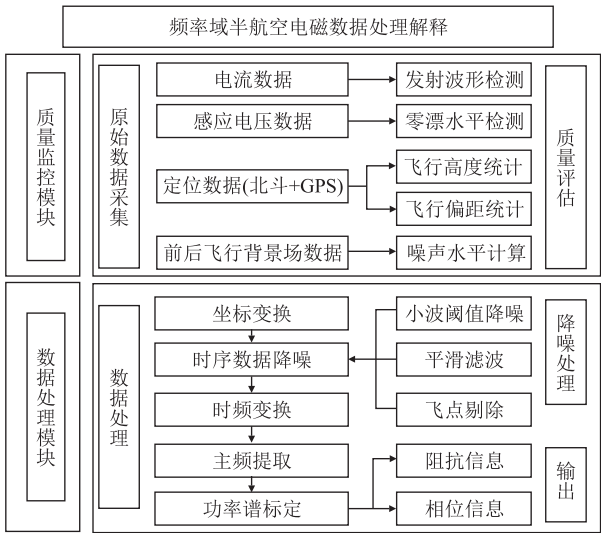 频率域半航空电磁数据处理解释
质量监控模块
原始数据采集
电流数据
发射波形检测
感应电压数据
零漂水平检测
定位数据(北斗+GPS)
飞行高度统计
飞行偏距统计
前后飞行背景场数据
噪声水平计算
质量评估
数据处理模块
数据处理
坐标变换
小波阈值降噪
时序数据降噪
平滑滤波
时频变换
飞点剔除
降噪处理
主频提取
阻抗信息
功率谱标定
相位信息
输出